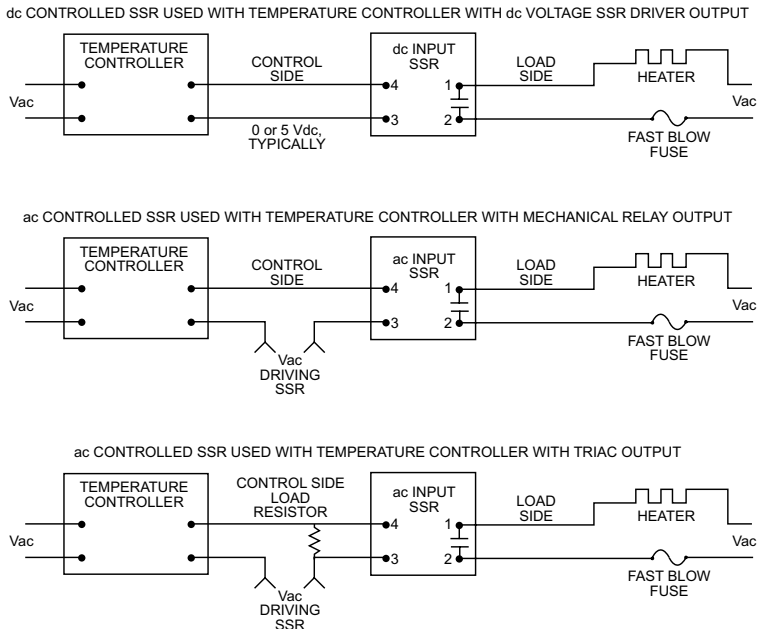 dc CONTROLLED SSR USED WITH TEMPERATURE CONTROLLER WITH dc VOLTAGE SSR DRIVER OUTPUT
TEMPERATURE
CONTROLLER
CONTROL
SIDE
dc INPUT
SSR
LOAD
SIDE
HEATER
Vac
4
1
Vac
3
2
0 or 5 Vdc,
TYPICALLY
FAST BLOW
FUSE
ac CONTROLLED SSR USED WITH TEMPERATURE CONTROLLER WITH MECHANICAL RELAY OUTPUT
TEMPERATURE
CONTROLLER
CONTROL
SIDE
ac INPUT
SSR
LOAD
SIDE
HEATER
Vac
4
1
Vac
3
2
Vac
DRIVING
SSR
FAST BLOW
FUSE
ac CONTROLLED SSR USED WITH TEMPERATURE CONTROLLER WITH TRIAC OUTPUT
TEMPERATURE
CONTROLLER
CONTROL SIDE
LOAD
RESISTOR
ac INPUT
SSR
LOAD
SIDE
HEATER
Vac
4
1
Vac
3
2
Vac
DRIVING
SSR
FAST BLOW
FUSE